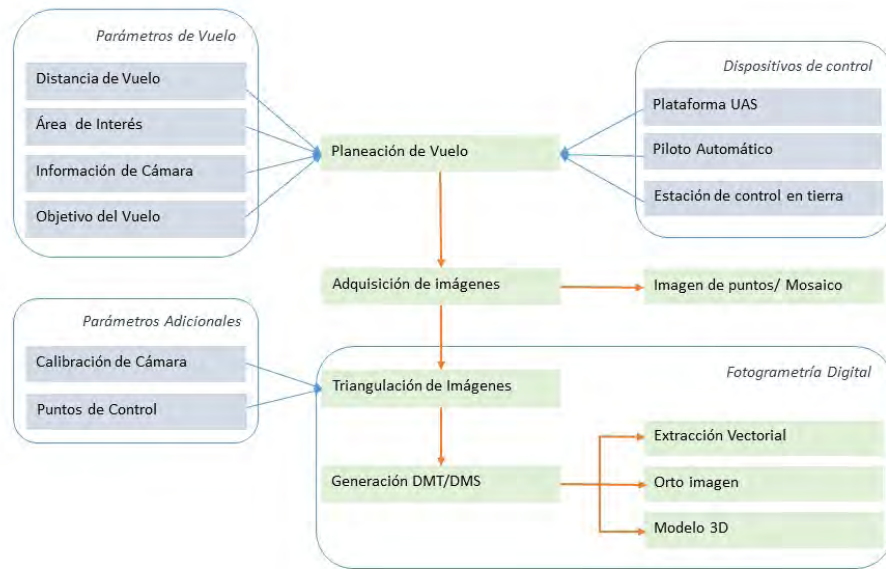 Parámetros de Vuelo
Distancia de Vuelo
Área de Interés
Información de Cámara
Objetivo del Vuelo
Dispositivos de control
Plataforma UAS
Piloto Automático
Estación de control en tierra
Planeación de Vuelo
Adquisición de imágenes
Imagen de puntos/ Mosaico
Parámetros Adicionales
Calibración de Cámara
Puntos de Control
Fotogrametría Digital
Triangulación de Imágenes
Generación DMT/DMS
Extracción Vectorial
Orto imagen
Modelo 3D